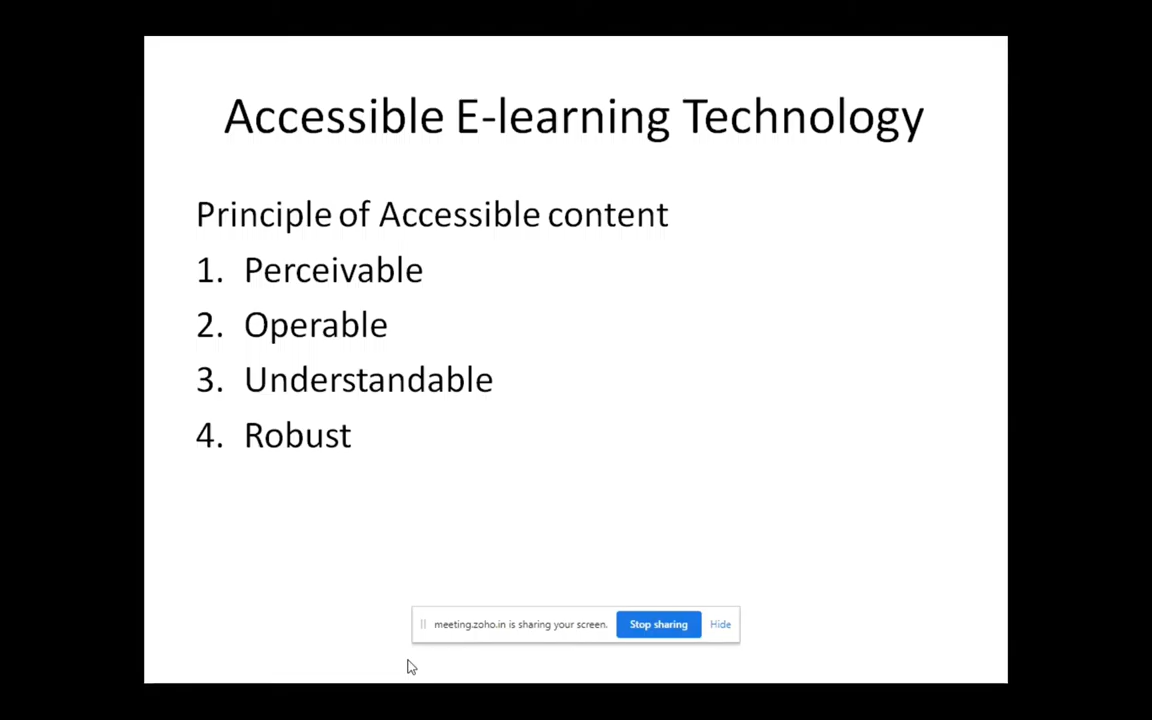 Accessible E-learning Technology
Principle of Accessible content
1. Perceivable
2. Operable
3. Understandable
4. Robust
meeting.zoho.in is sharing your screen. Stop sharing Hide